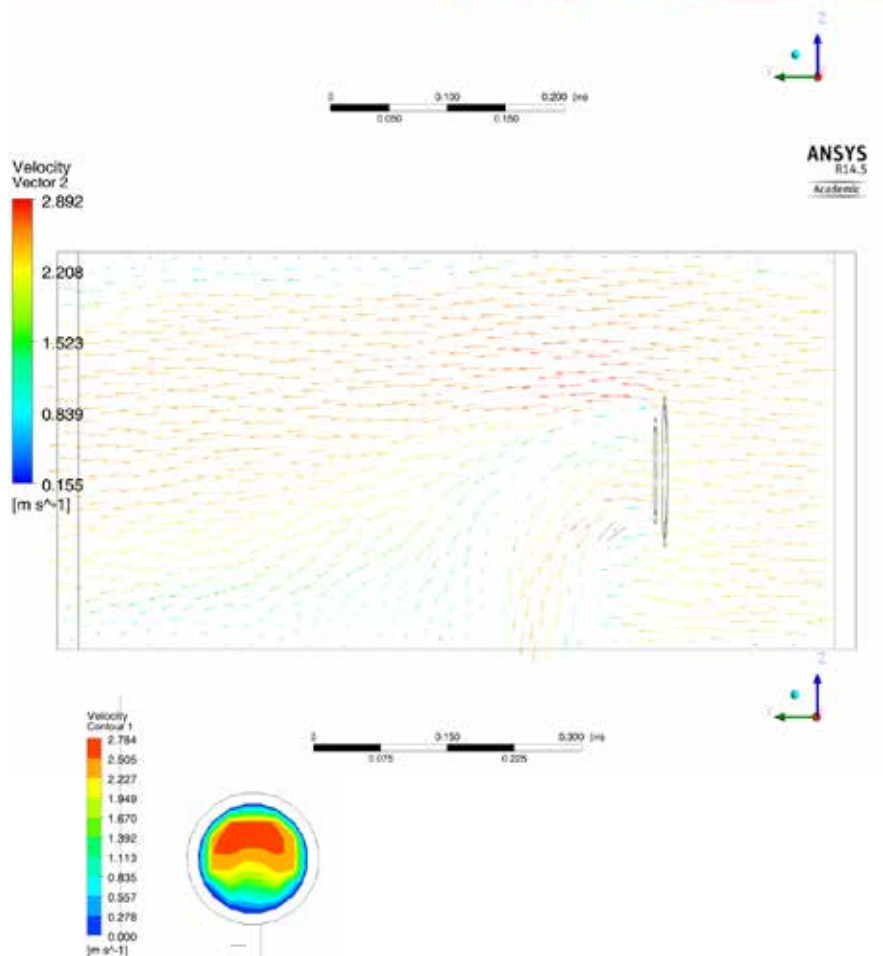 Z
Y
0 0.100 0.200 (m)
0.050 0.150
ANSYS
R14.5
Academic
Velocity
Vector 2
2.892
2.208
1.523
0.839
0.155
[m s^-1]
Z
Y
0 0.150 0.300 (m)
0.075 0.225
Velocity
Contour 1
2.784
2.505
2.227
1.949
1.670
1.392
1.113
0.835
0.557
0.278
0.000
[m s^-1]